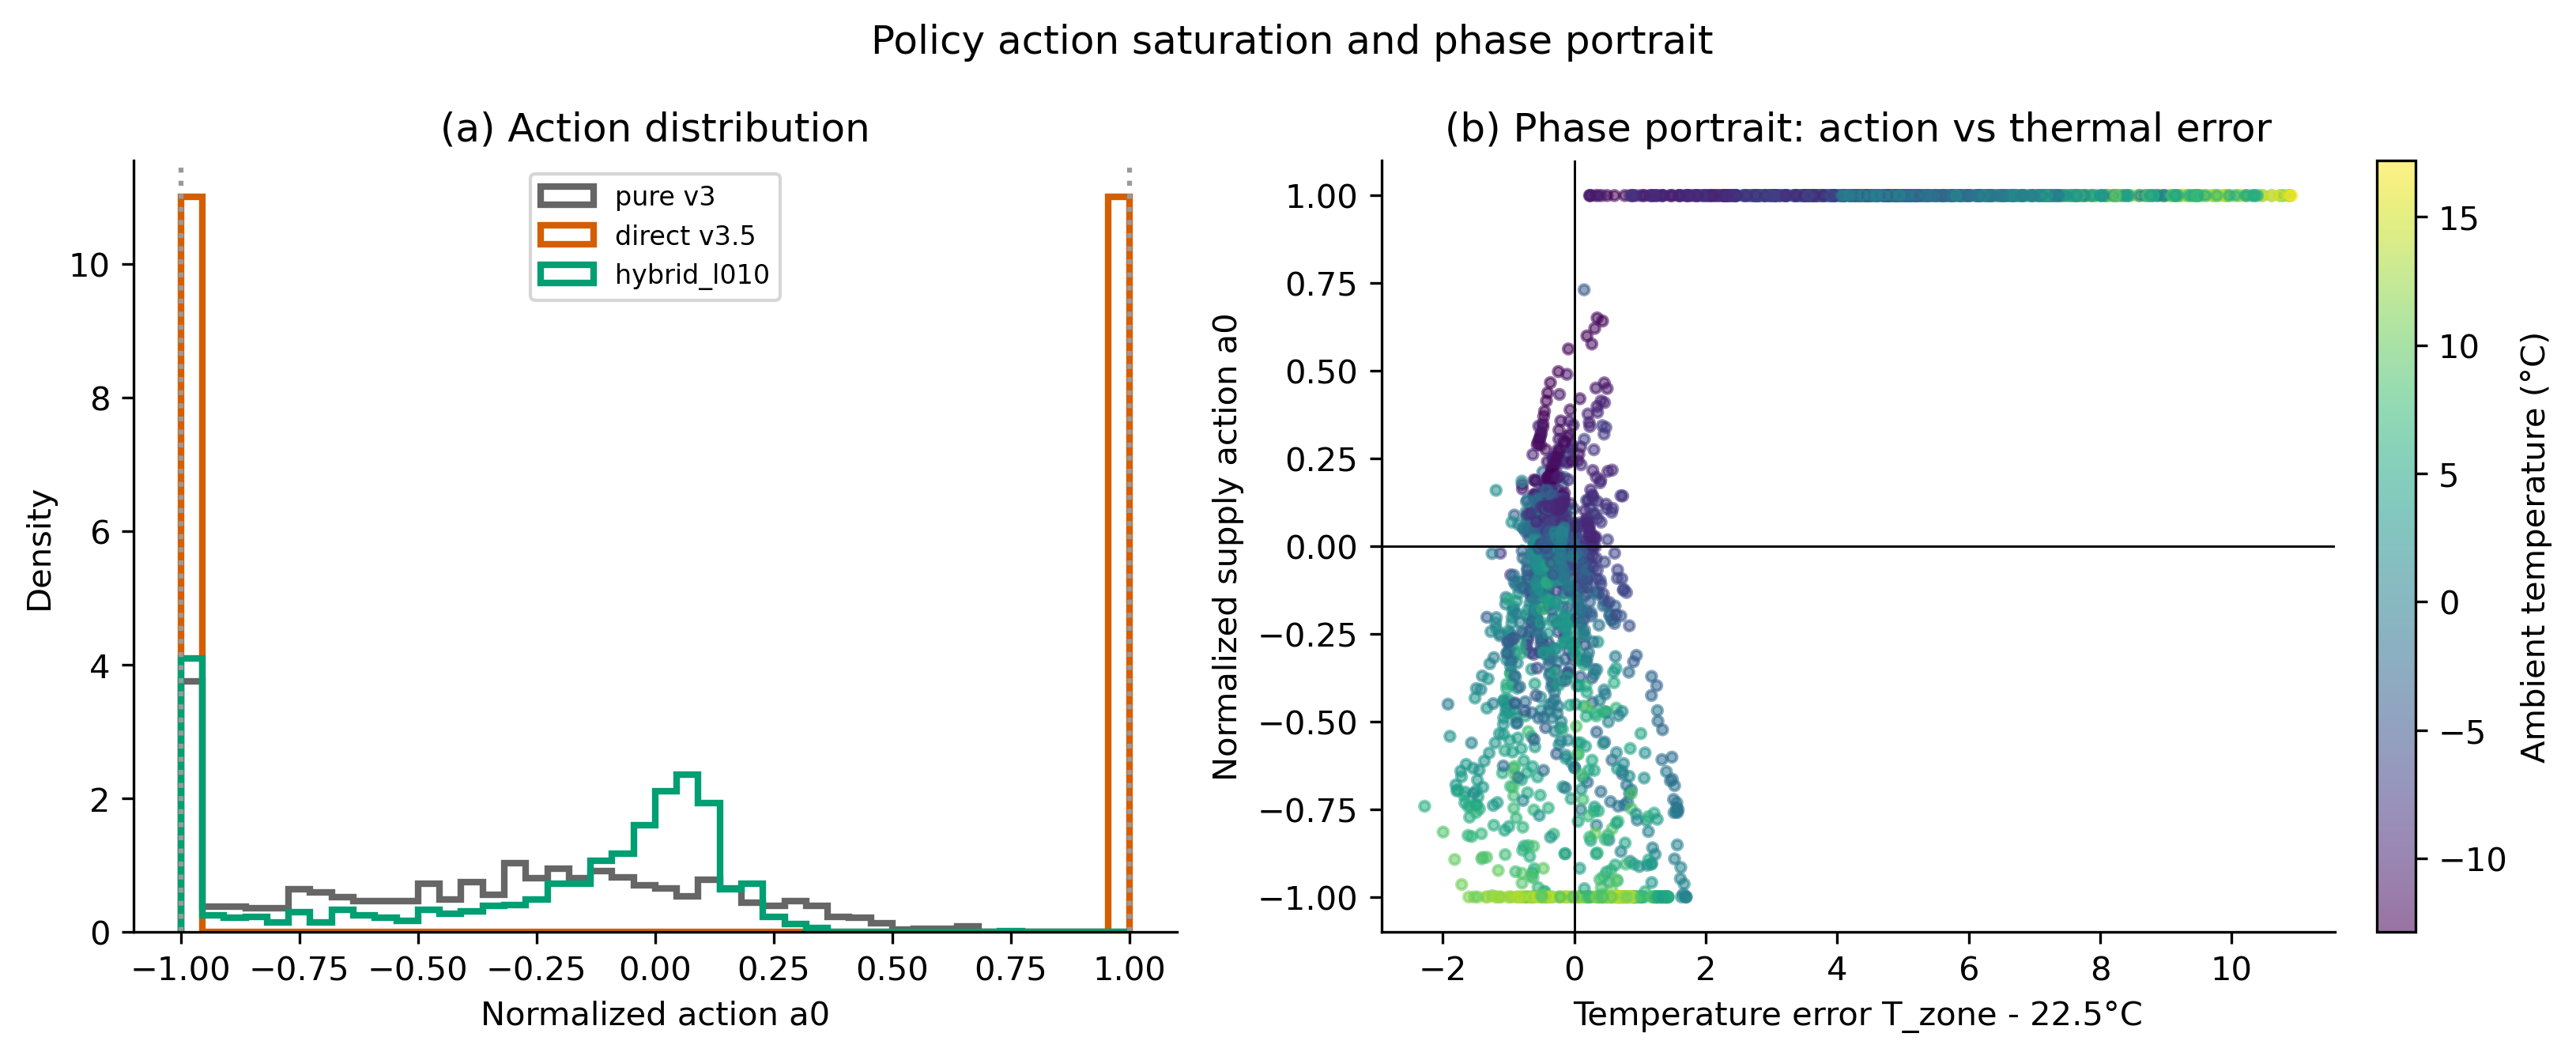 Policy action saturation and phase portrait
(a) Action distribution
pure v3
direct v3.5
hybrid_l010
Density
10
8
6
4
2
0
−1.00 −0.75 −0.50 −0.25 0.00 0.25 0.50 0.75 1.00
Normalized action a0
(b) Phase portrait: action vs thermal error
Normalized supply action a0
1.00
0.75
0.50
0.25
0.00
−0.25
−0.50
−0.75
−1.00
−2 0 2 4 6 8 10
Temperature error T_zone - 22.5°C
15
10
5
0
−5
−10
Ambient temperature (°C)